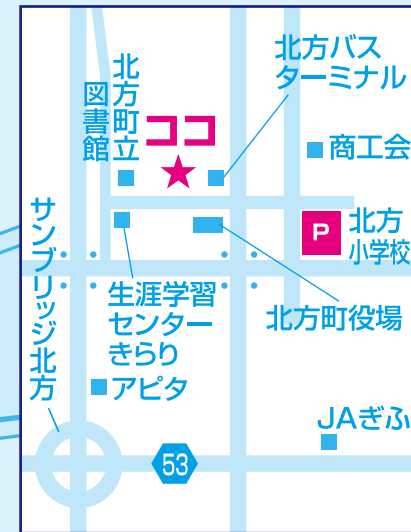 北方バス
ターミナル
北方町立
図書館
ココ
商工会
サンブリッジ北方
P
北方
小学校
生涯学習
センター
きらり
北方町役場
アピタ
JAぎふ
53